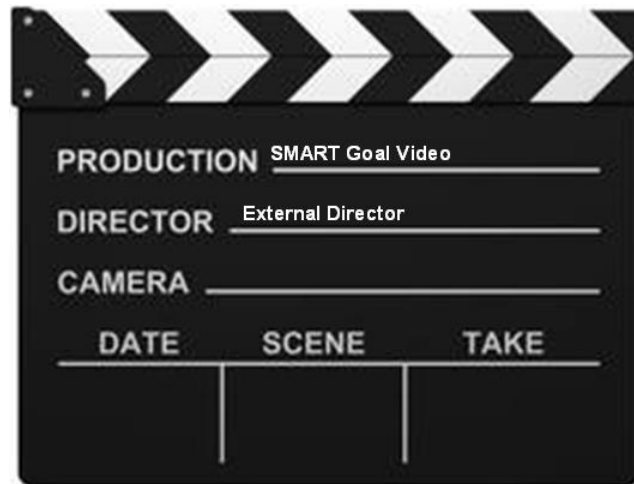 PRODUCTION SMART Goal Video
DIRECTOR External Director
CAMERA
DATE SCENE TAKE